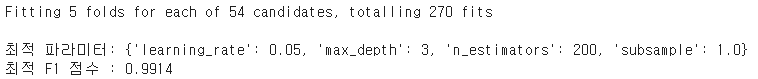 Fitting 5 folds for each of 54 candidates, totalling 270 fits
최적 파라미터: {'learning_rate': 0.05, 'max_depth': 3, 'n_estimators': 200, 'subsample': 1.0}
최적 F1 점수 : 0.9914